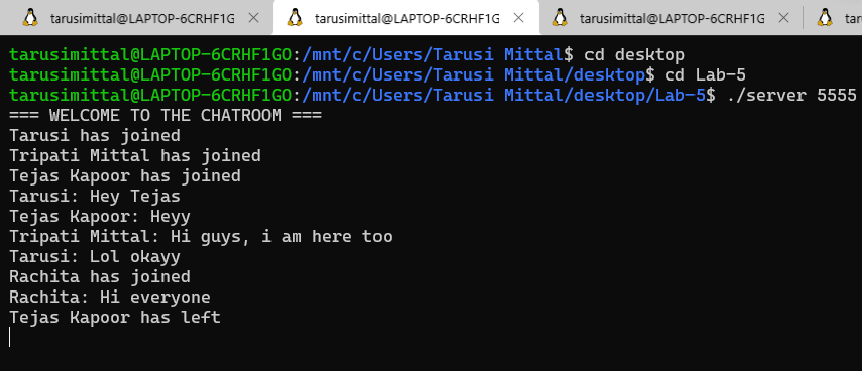 tarusimittal@LAPTOP-6CRHF1G
tarusimittal@LAPTOP-6CRHF1G
tarusimittal@LAPTOP-6CRHF1G
tarusimittal@LAPTOP-6CRHF1GO:/mnt/c/Users/Tarusi Mittal$ cd desktop
tarusimittal@LAPTOP-6CRHF1GO:/mnt/c/Users/Tarusi Mittal/desktop$ cd Lab-5
tarusimittal@LAPTOP-6CRHF1GO:/mnt/c/Users/Tarusi Mittal/desktop/Lab-5$ ./server 5555
=== WELCOME TO THE CHATROOM ===
Tarusi has joined
Tripati Mittal has joined
Tejas Kapoor has joined
Tarusi: Hey Tejas
Tejas Kapoor: Heyy
Tripati Mittal: Hi guys, i am here too
Tarusi: Lol okayy
Rachita has joined
Rachita: Hi everyone
Tejas Kapoor has left